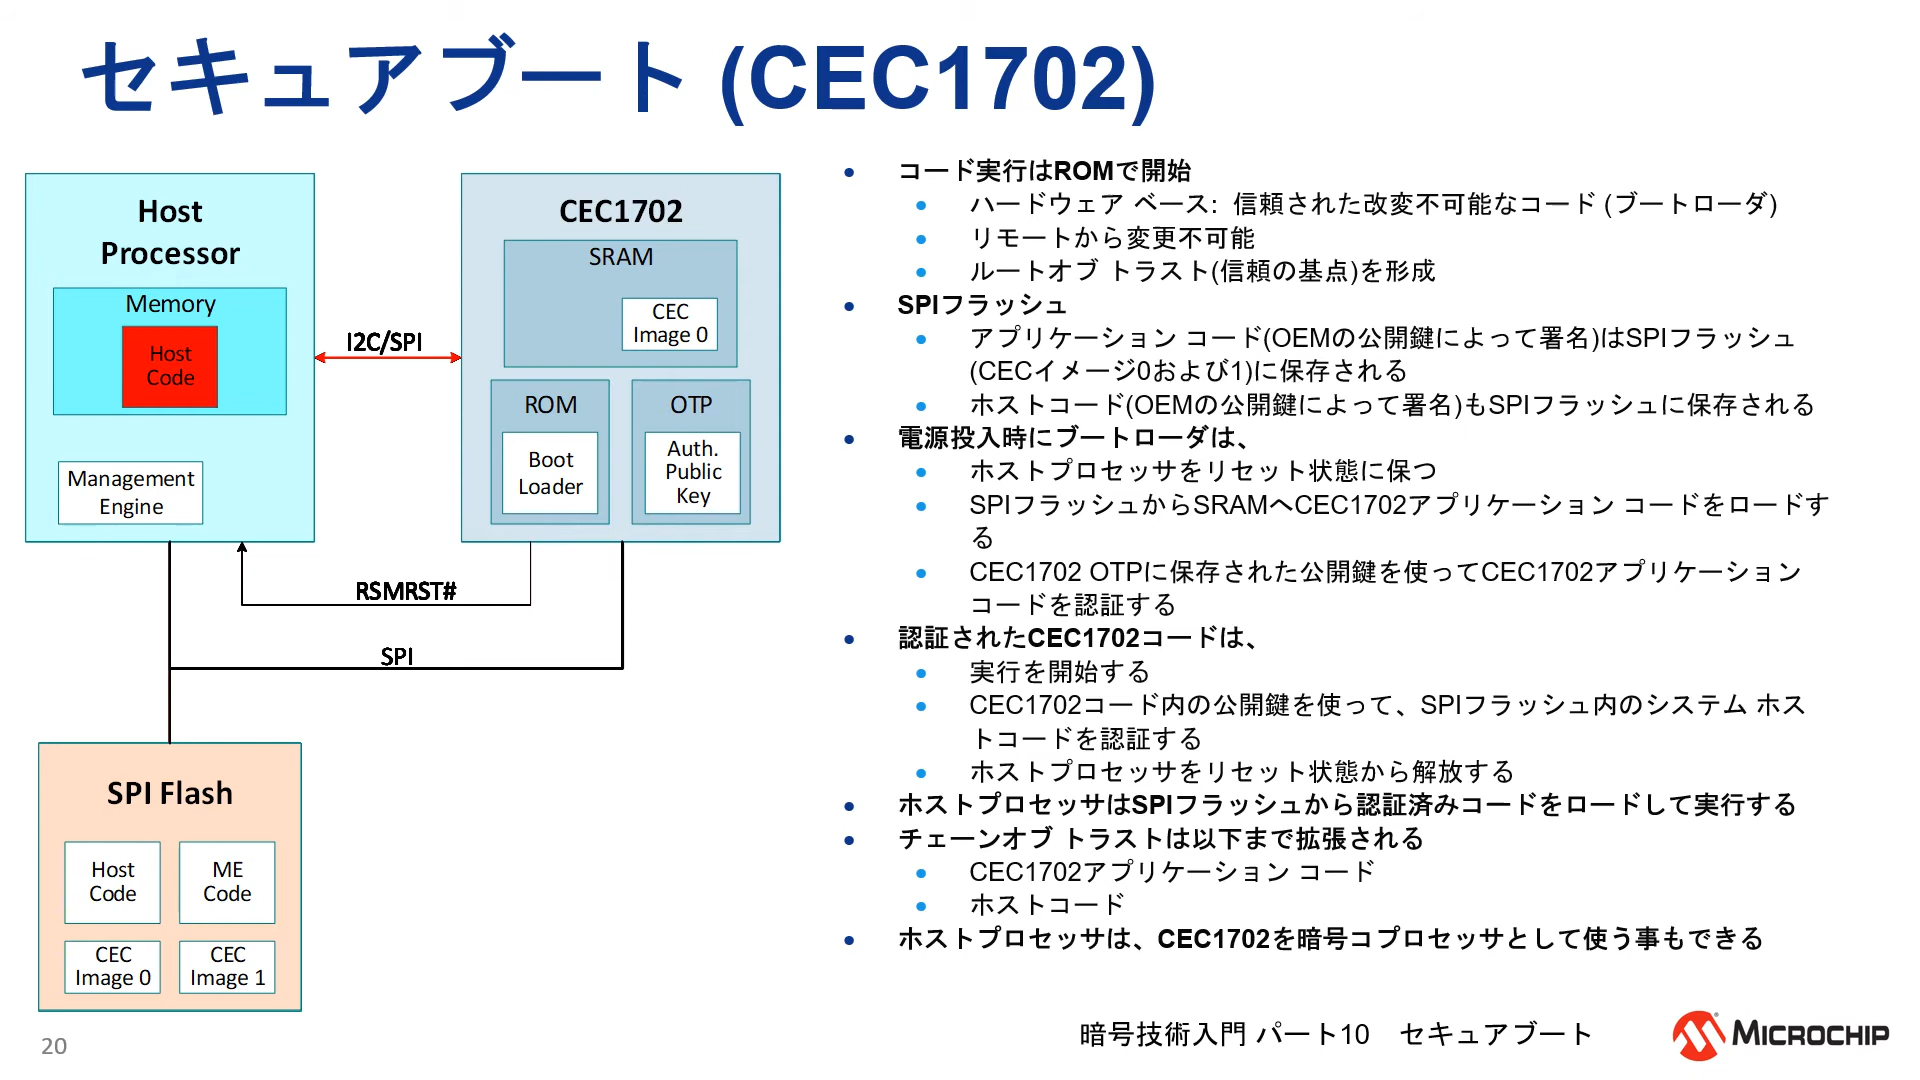 セキュアブート (CEC1702)
Host
Processor
Memory
Host
Code
Management
Engine
I2C/SPI
CEC1702
SRAM
CEC
Image 0
ROM
Boot
Loader
OTP
Auth.
Public
Key
RSMRST#
SPI
SPI Flash
Host
Code
ME
Code
CEC
Image 0
CEC
Image 1
コード実行はROMで開始
ハードウェア ベース: 信頼された改変不可能なコード (ブートローダ)
リモートから変更不可能
ルートオブ トラスト(信頼の基点)を形成
SPIフラッシュ
アプリケーション コード(OEMの公開鍵によって署名)はSPIフラッシュ
(CECイメージ0および1)に保存される
ホストコード(OEMの公開鍵によって署名)もSPIフラッシュに保存される
電源投入時にブートローダは、
ホストプロセッサをリセット状態に保つ
SPIフラッシュからSRAMへCEC1702アプリケーション コードをロードす
る
CEC1702 OTPに保存された公開鍵を使ってCEC1702アプリケーション
コードを認証する
認証されたCEC1702コードは、
実行を開始する
CEC1702コード内の公開鍵を使って、SPIフラッシュ内のシステム ホス
トコードを認証する
ホストプロセッサをリセット状態から解放する
ホストプロセッサはSPIフラッシュから認証済みコードをロードして実行する
チェーンオブ トラストは以下まで拡張される
CEC1702アプリケーション コード
ホストコード
ホストプロセッサは、CEC1702を暗号コプロセッサとして使う事もできる
20
暗号技術入門 パート10　セキュアブート
MICROCHIP